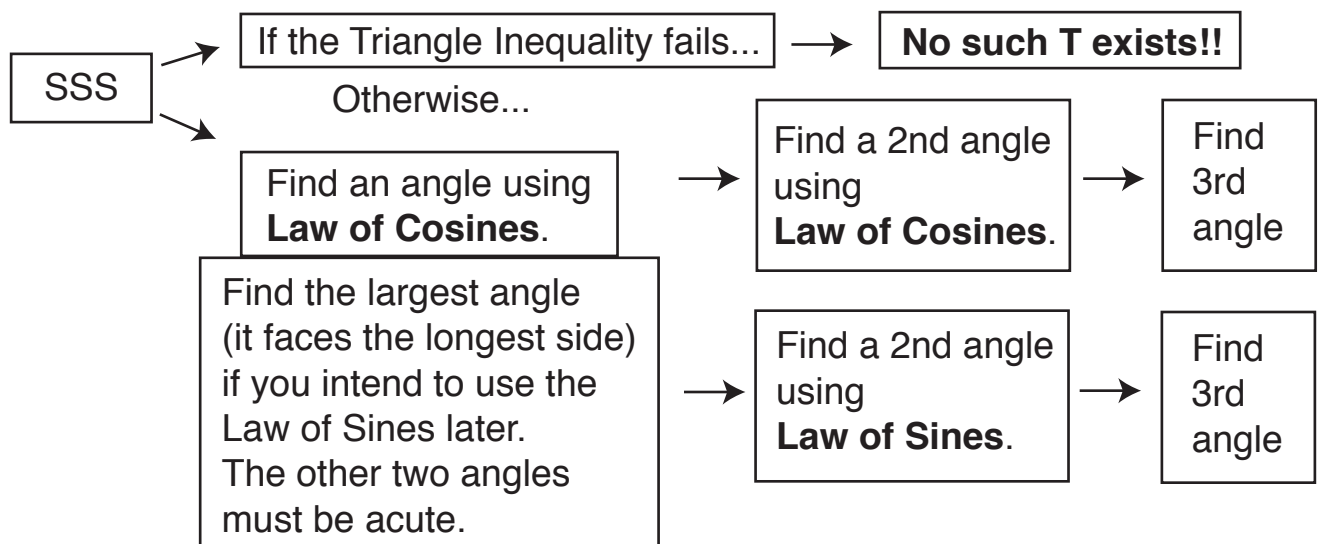 If the Triangle Inequality fails...
No such T exists!!
SSS
Otherwise...
Find an angle using
Law of Cosines.
Find a 2nd angle
using
Law of Cosines.
Find
3rd
angle
Find the largest angle
(it faces the longest side)
if you intend to use the
Law of Sines later.
The other two angles
must be acute.
Find a 2nd angle
using
Law of Sines.
Find
3rd
angle